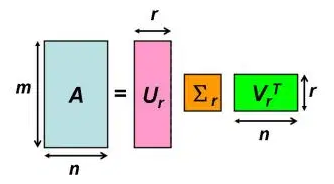 r
m A = U_r Σ_r V_r^T r
n n